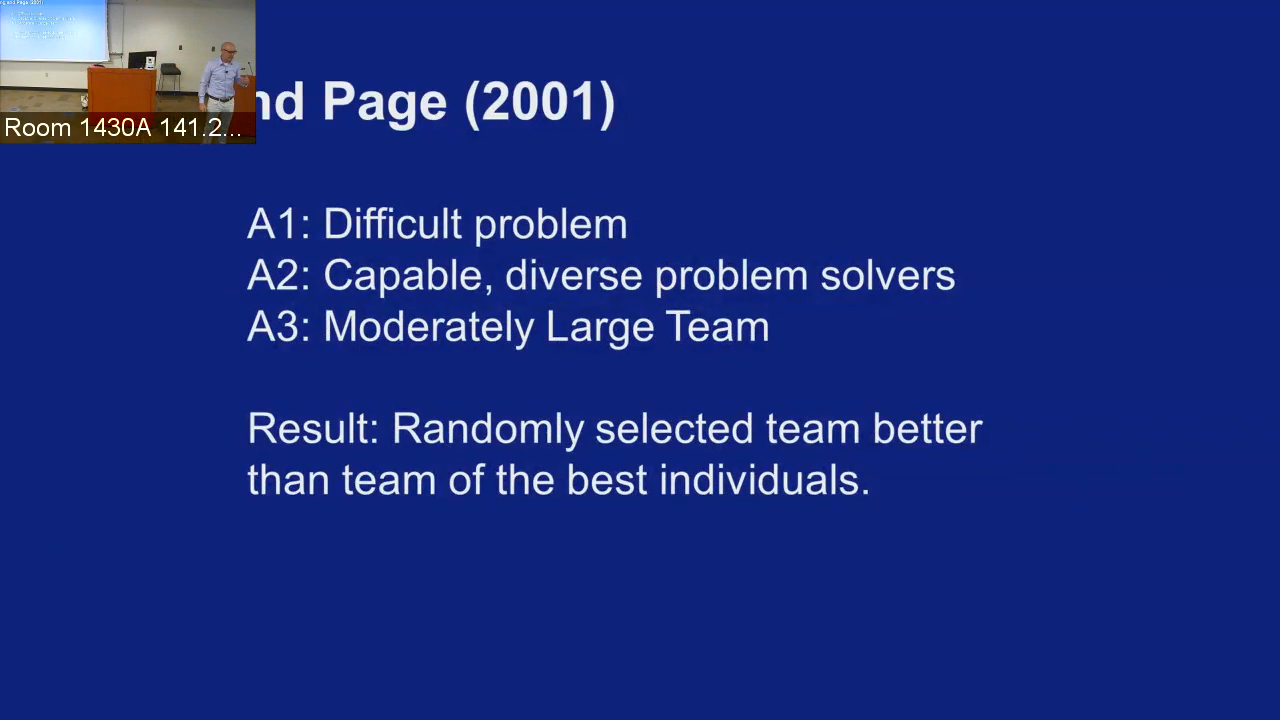 nd Page (2001)
Room 1430A 141.2...
A1: Difficult problem
A2: Capable, diverse problem solvers
A3: Moderately Large Team
Result: Randomly selected team better
than team of the best individuals.